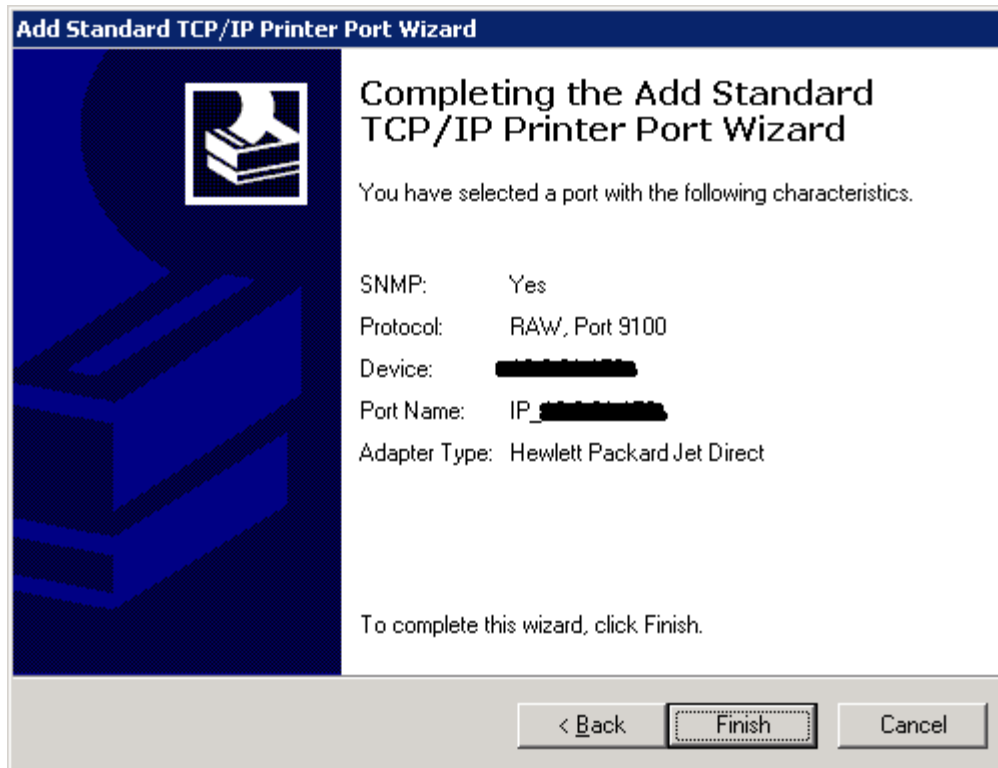 Add Standard TCP/IP Printer Port Wizard
Completing the Add Standard
TCP/IP Printer Port Wizard
You have selected a port with the following characteristics.
SNMP: Yes
Protocol: RAW, Port 9100
Device:
Port Name: IP_
Adapter Type: Hewlett Packard Jet Direct
To complete this wizard, click Finish.
< Back Finish Cancel